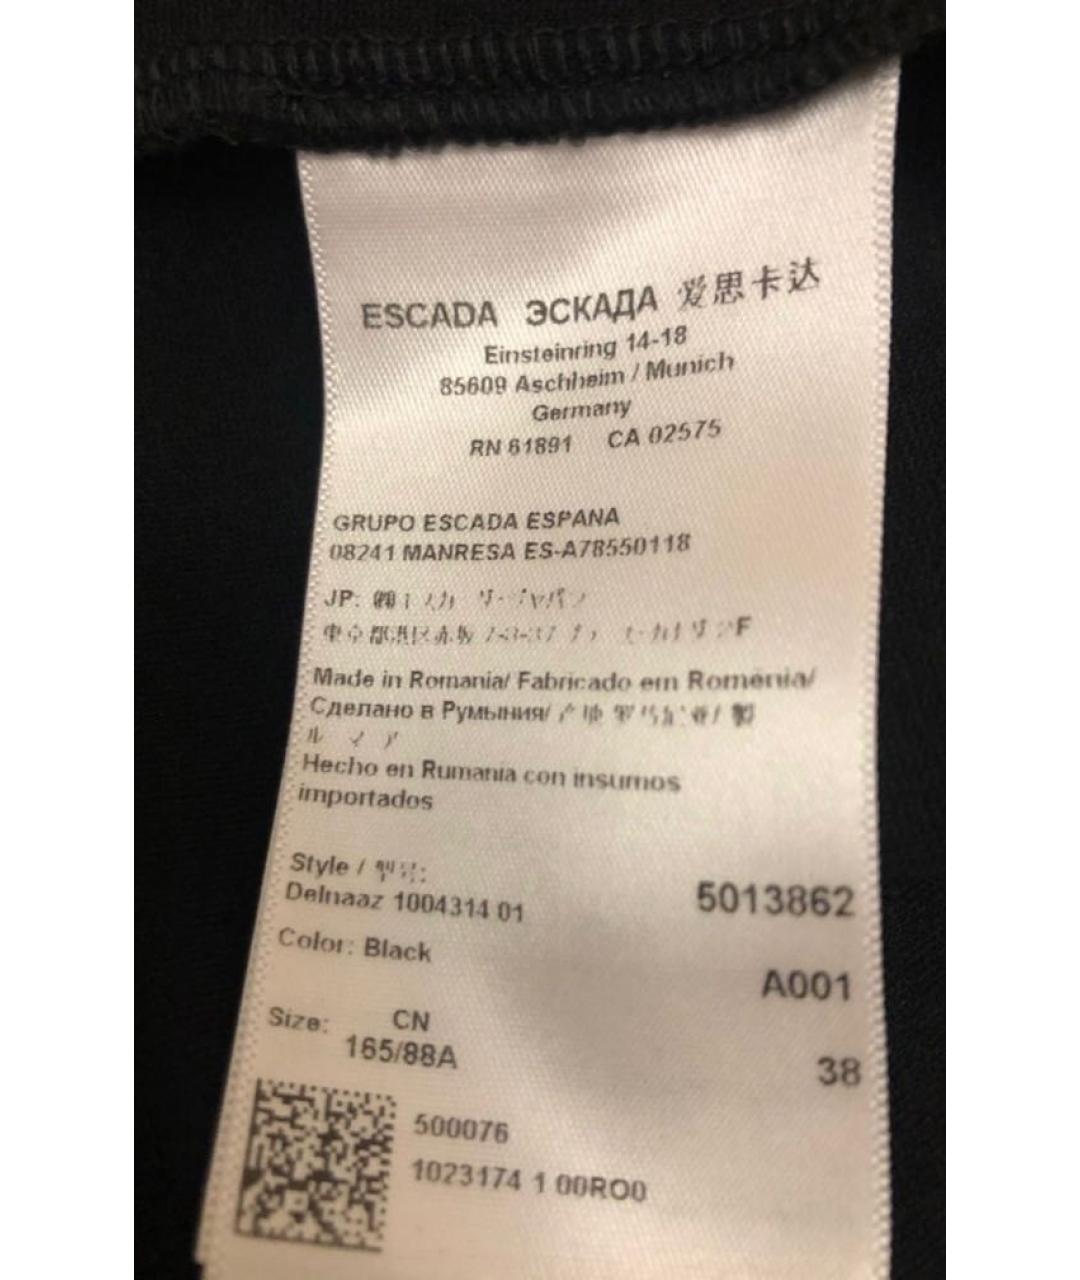 ESCADA ЭСКАДА 爱思卡达
Einsteinring 14-18
85609 Aschheim / Munich
Germany
RN 61891 CA 02575
GRUPO ESCADA ESPANA
08241 MANRESA ES-A78550118
JP:
F
Made in Romania/ Fabricado em Romênia/
Сделано в Румыния/
Hecho en Rumania con insumos
importados
Style /
Delnaaz 1004314 01 5013862
Color: Black A001
Size: CN
165/88A 38
500076
1023174 1 00RO0